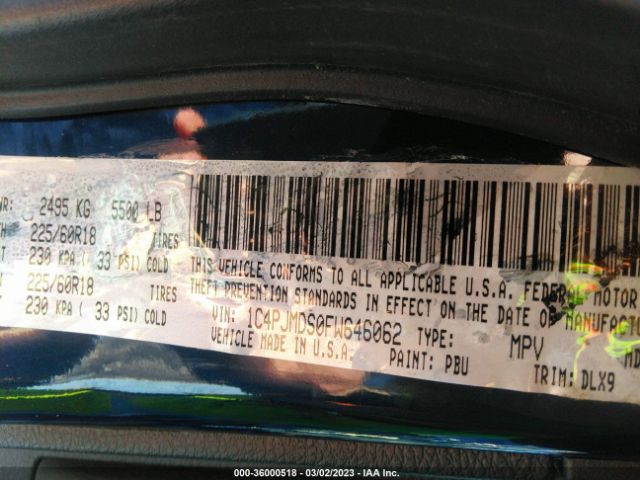 WR: 2495 KG 5500 LB
225/60R18 TIRES
230 KPA ( 33 PSI) COLD
225/60R18 TIRES
230 KPA ( 33 PSI) COLD
THIS VEHICLE CONFORMS TO ALL APPLICABLE U.S.A. FEDERAL MOTOR
THEFT PREVENTION STANDARDS IN EFFECT ON THE DATE OF MANUFACTUR
VIN: 1C4PJMDS0FW646062 TYPE: MPV
VEHICLE MADE IN U.S.A. PAINT: PBU TRIM: DLX9
000-36000518 - 03/02/2023 - IAA Inc.